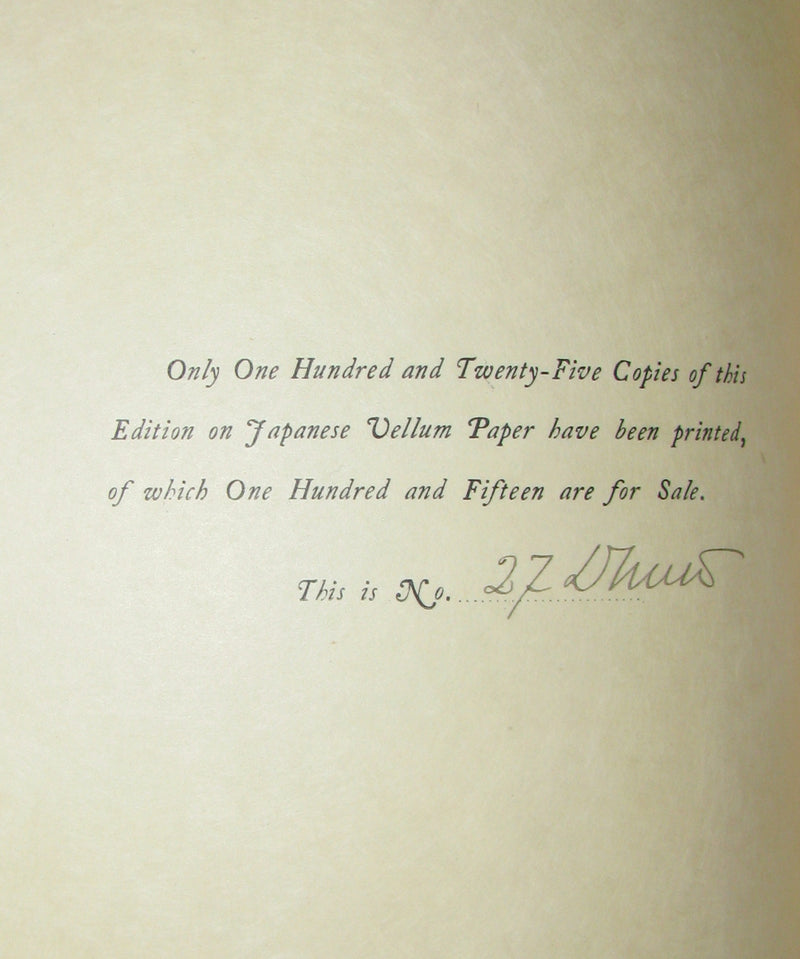 Only One Hundred and Twenty-Five Copies of this
Edition on Japanese Vellum Paper have been printed,
of which One Hundred and Fifteen are for Sale.
This is No. 27